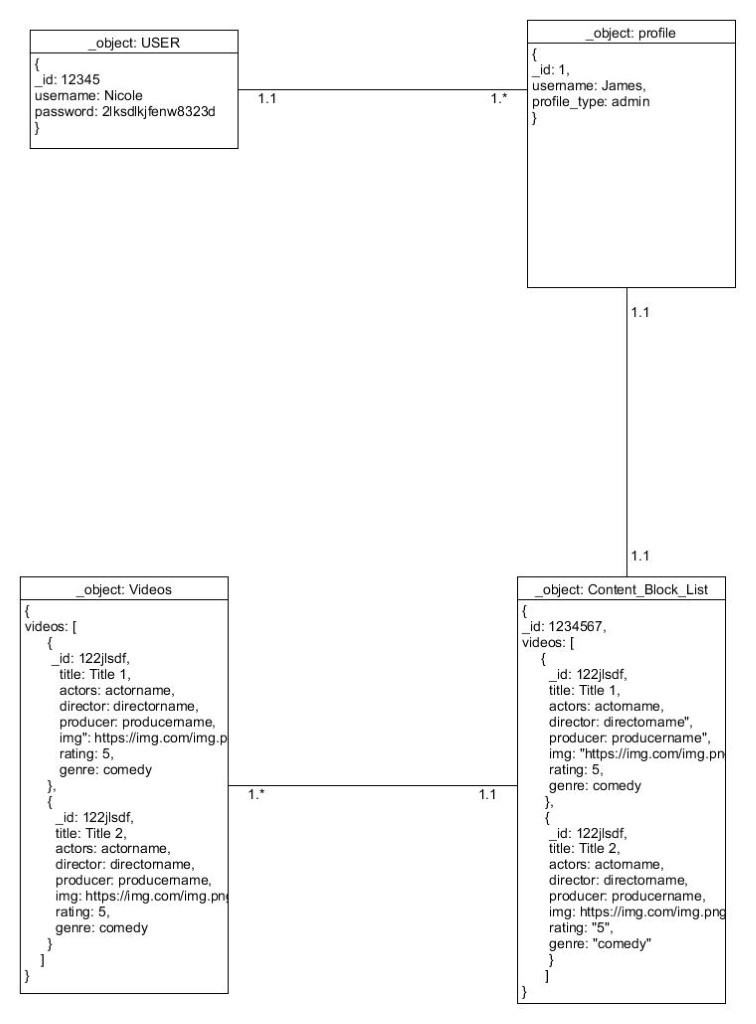 _object: USER
{
_id: 12345
username: Nicole
password: 2lksdlkjfenw8323d
}
1.1
1.*
_object: profile
{
_id: 1,
username: James,
profile_type: admin
}
1.1
1.1
_object: Videos
{
videos: [
{
_id: 122jlsdf,
title: Title 1,
actors: actorname,
director: directorname,
producer: producername,
img": https://img.com/img.p
rating: 5,
genre: comedy
},
{
_id: 122jlsdf,
title: Title 2,
actors: actorname,
director: directorname,
producer: producername,
img: https://img.com/img.png
rating: 5,
genre: comedy
}
]
}
1.*
1.1
_object: Content_Block_List
{
_id: 1234567,
videos: [
{
_id: 122jlsdf,
title: Title 1,
actors: actorname,
director: directorname",
producer: producername",
img: "https://img.com/img.pn
rating: 5,
genre: comedy
},
{
_id: 122jlsdf,
title: Title 2,
actors: actorname,
director: directorname,
producer: producername,
img: https://img.com/img.png
rating: "5",
genre: "comedy"
}
]
}